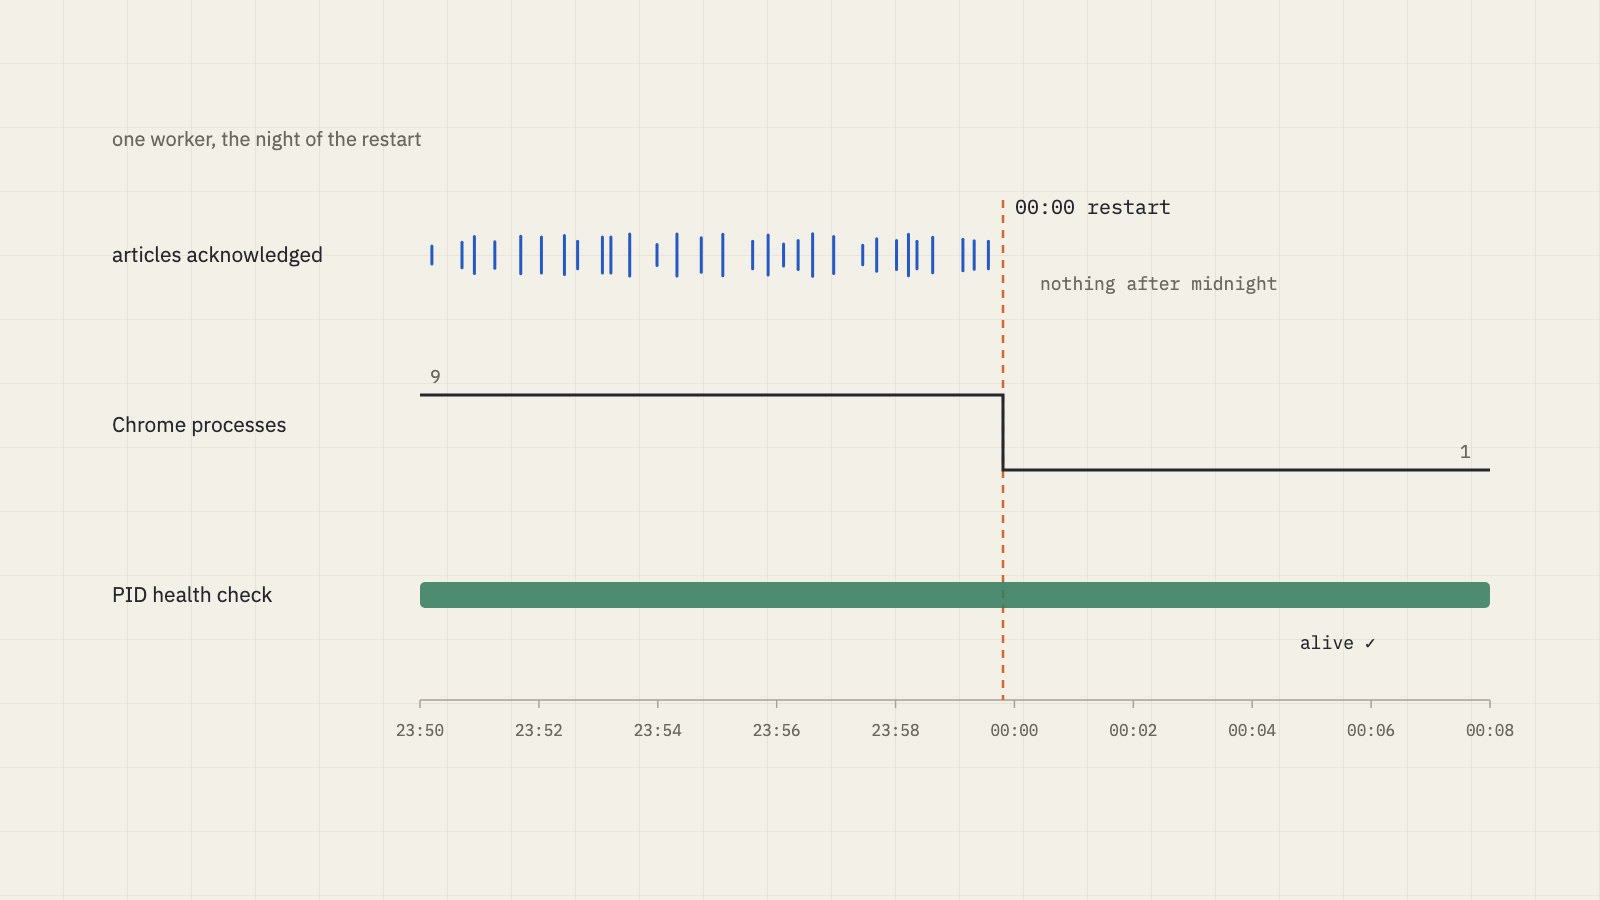 one worker, the night of the restart
00:00 restart
articles acknowledged
nothing after midnight
9
Chrome processes
1
PID health check
alive ✓
23:50 23:52 23:54 23:56 23:58 00:00 00:02 00:04 00:06 00:08